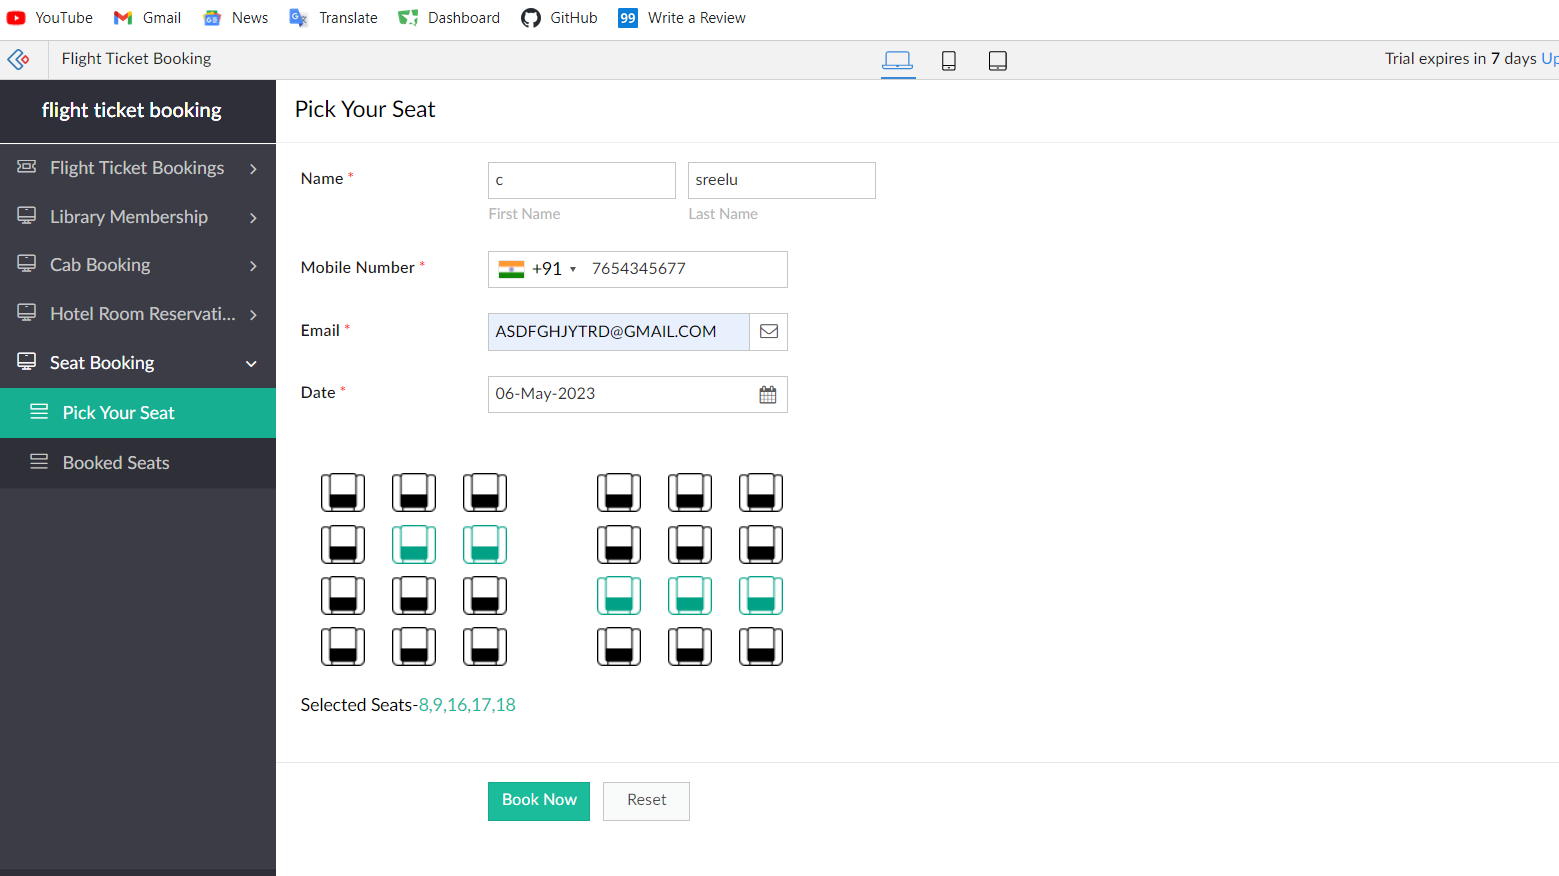 YouTube Gmail News Translate Dashboard GitHub 99 Write a Review
Flight Ticket Booking Trial expires in 7 days Up
flight ticket booking
Pick Your Seat
Flight Ticket Bookings
Library Membership
Cab Booking
Hotel Room Reservati...
Seat Booking
Pick Your Seat
Booked Seats
Name * c sreelu
First Name Last Name
Mobile Number * +91 7654345677
Email * ASDFGHJYTRD@GMAIL.COM
Date * 06-May-2023
Selected Seats-8,9,16,17,18
Book Now Reset